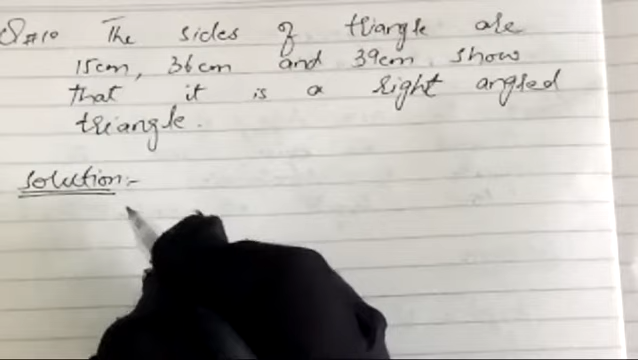 Q#10 The sides of triangle are
15cm, 36cm and 39cm show
that it is a right angled
triangle.
Solution:-